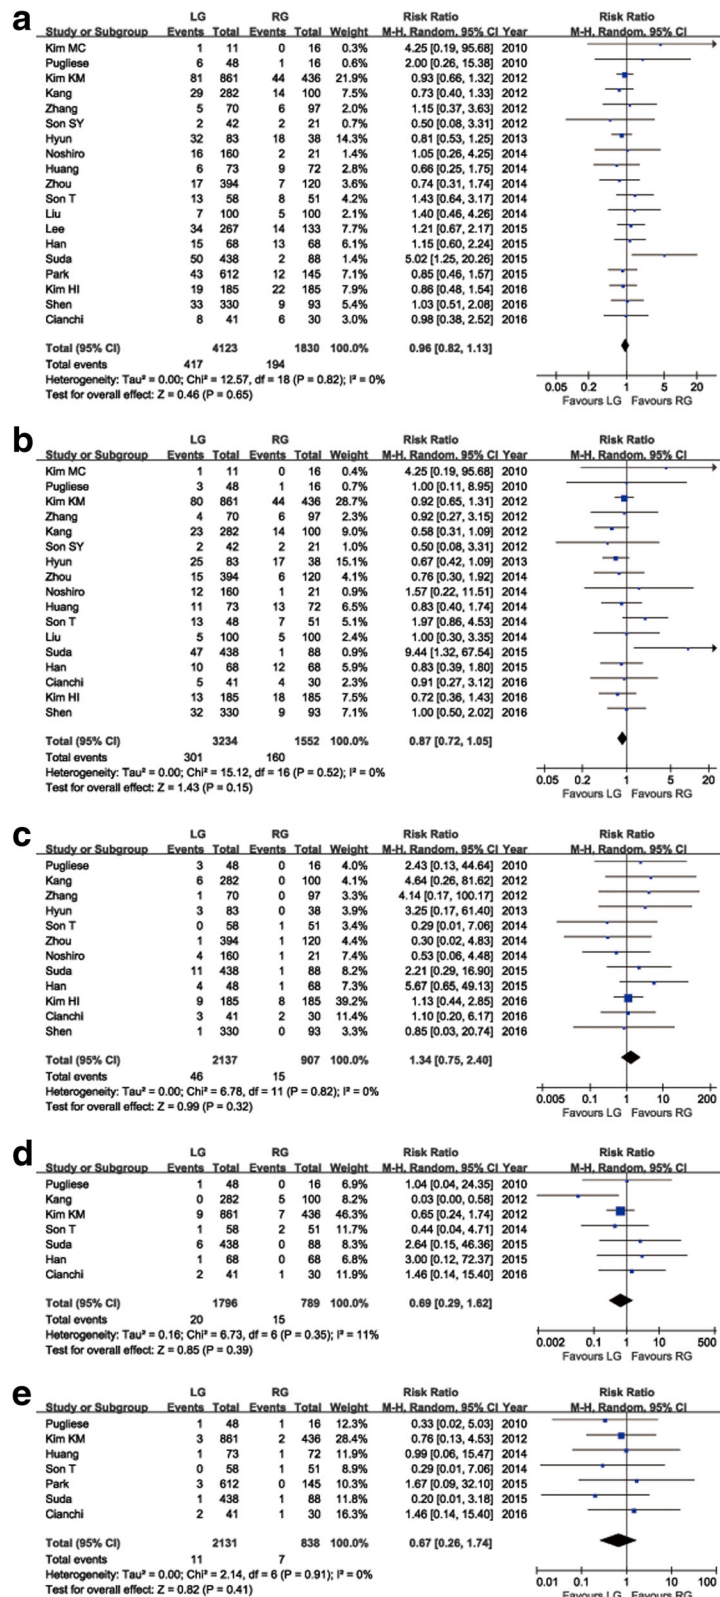 a
LG RG Risk Ratio Risk Ratio
Study or Subgroup Events Total Events Total Weight M-H. Random. 95% CI Year M-H. Random. 95% CI
Kim MC 1 11 0 16 0.3% 4.25 [0.19, 95.68] 2010
Pugliese 6 48 1 16 0.6% 2.00 [0.26, 15.38] 2010
Kim KM 81 861 44 436 21.9% 0.93 [0.66, 1.32] 2012
Kang 29 282 14 100 7.5% 0.73 [0.40, 1.33] 2012
Zhang 5 70 6 97 2.0% 1.15 [0.37, 3.63] 2012
Son SY 2 42 2 21 0.7% 0.50 [0.08, 3.31] 2012
Hyun 32 83 18 38 14.3% 0.81 [0.53, 1.25] 2013
Noshiro 16 160 2 21 1.4% 1.05 [0.26, 4.25] 2014
Huang 6 73 9 72 2.8% 0.66 [0.25, 1.75] 2014
Zhou 17 394 7 120 3.6% 0.74 [0.31, 1.74] 2014
Son T 13 58 8 51 4.3% 1.43 [0.64, 3.17] 2014
Liu 7 100 5 100 2.1% 1.40 [0.46, 4.26] 2014
Lee 34 267 14 133 7.7% 1.21 [0.67, 2.17] 2015
Han 15 68 13 68 6.1% 1.15 [0.60, 2.24] 2015
Suda 50 438 2 88 1.4% 5.02 [1.25, 20.26] 2015
Park 43 612 12 145 7.1% 0.85 [0.46, 1.57] 2015
Kim HI 19 185 22 185 7.9% 0.86 [0.48, 1.54] 2016
Shen 33 330 9 93 5.4% 1.03 [0.51, 2.08] 2016
Cianchi 8 41 6 30 3.0% 0.98 [0.38, 2.52] 2016
Total (95% CI) 4123 1830 100.0% 0.96 [0.82, 1.13]
Total events 417 194
Heterogeneity: Tau² = 0.00; Chi² = 12.57, df = 18 (P = 0.82); I² = 0%
Test for overall effect: Z = 0.46 (P = 0.65)
0.05 0.2 1 5 20
Favours LG Favours RG
b
LG RG Risk Ratio Risk Ratio
Study or Subgroup Events Total Events Total Weight M-H. Random. 95% CI Year M-H. Random. 95% CI
Kim MC 1 11 0 16 0.4% 4.25 [0.19, 95.68] 2010
Pugliese 3 48 1 16 0.7% 1.00 [0.11, 8.95] 2010
Kim KM 80 861 44 436 28.7% 0.92 [0.65, 1.31] 2012
Zhang 4 70 6 97 2.3% 0.92 [0.27, 3.15] 2012
Kang 23 282 14 100 9.0% 0.58 [0.31, 1.09] 2012
Son SY 2 42 2 21 1.0% 0.50 [0.08, 3.31] 2012
Hyun 25 83 17 38 15.1% 0.67 [0.42, 1.09] 2013
Zhou 15 394 6 120 4.1% 0.76 [0.30, 1.92] 2014
Noshiro 12 160 1 21 0.9% 1.57 [0.22, 11.51] 2014
Huang 11 73 13 72 6.5% 0.83 [0.40, 1.74] 2014
Son T 13 48 7 51 5.1% 1.97 [0.86, 4.53] 2014
Liu 5 100 5 100 2.4% 1.00 [0.30, 3.35] 2014
Suda 47 438 1 88 0.9% 9.44 [1.32, 67.54] 2015
Han 10 68 12 68 5.9% 0.83 [0.39, 1.80] 2015
Cianchi 5 41 4 30 2.3% 0.91 [0.27, 3.12] 2016
Kim HI 13 185 18 185 7.5% 0.72 [0.36, 1.43] 2016
Shen 32 330 9 93 7.1% 1.00 [0.50, 2.02] 2016
Total (95% CI) 3234 1552 100.0% 0.87 [0.72, 1.05]
Total events 301 160
Heterogeneity: Tau² = 0.00; Chi² = 15.12, df = 16 (P = 0.52); I² = 0%
Test for overall effect: Z = 1.43 (P = 0.15)
0.05 0.2 1 5 20
Favours LG Favours RG
c
LG RG Risk Ratio Risk Ratio
Study or Subgroup Events Total Events Total Weight M-H. Random. 95% CI Year M-H. Random. 95% CI
Pugliese 3 48 0 16 4.0% 2.43 [0.13, 44.64] 2010
Kang 6 282 0 100 4.1% 4.64 [0.26, 81.62] 2012
Zhang 1 70 0 97 3.3% 4.14 [0.17, 100.17] 2012
Hyun 3 83 0 38 3.9% 3.25 [0.17, 61.40] 2013
Son T 0 58 1 51 3.4% 0.29 [0.01, 7.06] 2014
Zhou 1 394 1 120 4.4% 0.30 [0.02, 4.83] 2014
Noshiro 4 160 1 21 7.4% 0.53 [0.06, 4.48] 2014
Suda 11 438 1 88 8.2% 2.21 [0.29, 16.90] 2015
Han 4 48 1 68 7.3% 5.67 [0.65, 49.13] 2015
Kim HI 9 185 8 185 39.2% 1.13 [0.44, 2.85] 2016
Cianchi 3 41 2 30 11.4% 1.10 [0.20, 6.17] 2016
Shen 1 330 0 93 3.3% 0.85 [0.03, 20.74] 2016
Total (95% CI) 2137 907 100.0% 1.34 [0.75, 2.40]
Total events 46 15
Heterogeneity: Tau² = 0.00; Chi² = 6.78, df = 11 (P = 0.82); I² = 0%
Test for overall effect: Z = 0.99 (P = 0.32)
0.005 0.1 1 10 200
Favours LG Favours RG
d
LG RG Risk Ratio Risk Ratio
Study or Subgroup Events Total Events Total Weight M-H. Random. 95% CI Year M-H. Random. 95% CI
Pugliese 1 48 0 16 6.9% 1.04 [0.04, 24.35] 2010
Kang 0 282 5 100 8.2% 0.03 [0.00, 0.58] 2012
Kim KM 9 861 7 436 46.3% 0.65 [0.24, 1.74] 2012
Son T 1 58 2 51 11.7% 0.44 [0.04, 4.71] 2014
Suda 6 438 0 88 8.3% 2.64 [0.15, 46.36] 2015
Han 1 68 0 68 6.8% 3.00 [0.12, 72.37] 2015
Cianchi 2 41 1 30 11.9% 1.46 [0.14, 15.40] 2016
Total (95% CI) 1796 789 100.0% 0.69 [0.29, 1.62]
Total events 20 15
Heterogeneity: Tau² = 0.16; Chi² = 6.73, df = 6 (P = 0.35); I² = 11%
Test for overall effect: Z = 0.85 (P = 0.39)
0.002 0.1 1 10 500
Favours LG Favours RG
e
LG RG Risk Ratio Risk Ratio
Study or Subgroup Events Total Events Total Weight M-H. Random. 95% CI Year M-H. Random. 95% CI
Pugliese 1 48 1 16 12.3% 0.33 [0.02, 5.03] 2010
Kim KM 3 861 2 436 28.4% 0.76 [0.13, 4.53] 2012
Huang 1 73 1 72 11.9% 0.99 [0.06, 15.47] 2014
Son T 0 58 1 51 8.9% 0.29 [0.01, 7.06] 2014
Park 3 612 0 145 10.3% 1.67 [0.09, 32.10] 2015
Suda 1 438 1 88 11.8% 0.20 [0.01, 3.18] 2015
Cianchi 2 41 1 30 16.3% 1.46 [0.14, 15.40] 2016
Total (95% CI) 2131 838 100.0% 0.67 [0.26, 1.74]
Total events 11 7
Heterogeneity: Tau² = 0.00; Chi² = 2.14, df = 6 (P = 0.91); I² = 0%
Test for overall effect: Z = 0.82 (P = 0.41)
0.01 0.1 1 10 100
Favours LG Favours RG